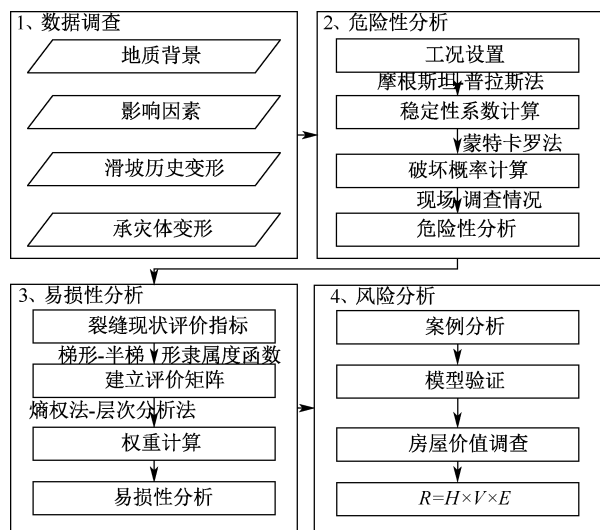 1、数据调查
地质背景
影响因素
滑坡历史变形
承灾体变形
2、危险性分析
工况设置
摩根斯坦-普拉斯法
稳定性系数计算
蒙特卡罗法
破坏概率计算
现场 调查情况
危险性分析
3、易损性分析
裂缝现状评价指标
梯形-半梯 形隶属度函数
建立评价矩阵
熵权法-层次分析法
权重计算
易损性分析
4、风险分析
案例分析
模型验证
房屋价值调查
R=H×V×E